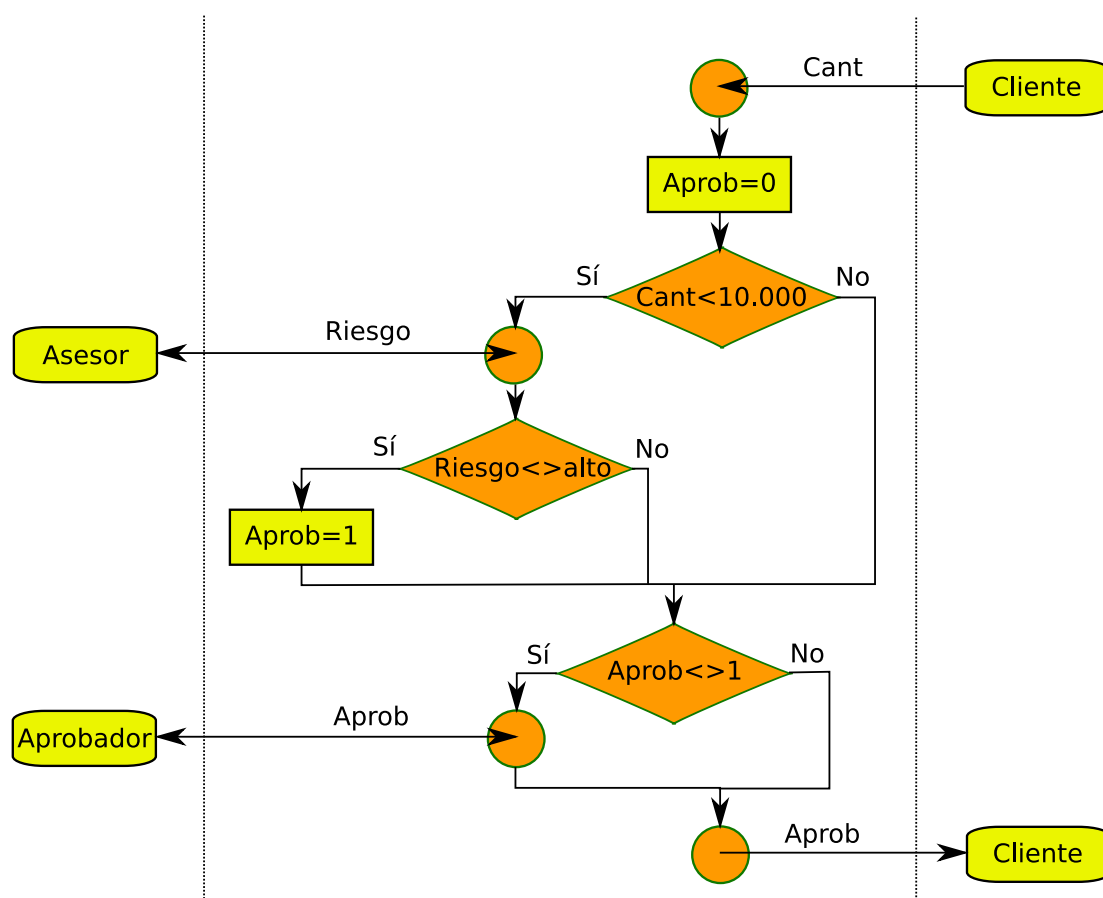 Cant
Cliente
Aprob=0
Sí
No
Cant<10.000
Riesgo
Asesor
Sí
No
Riesgo<>alto
Aprob=1
Sí
No
Aprob<>1
Aprob
Aprobador
Aprob
Cliente